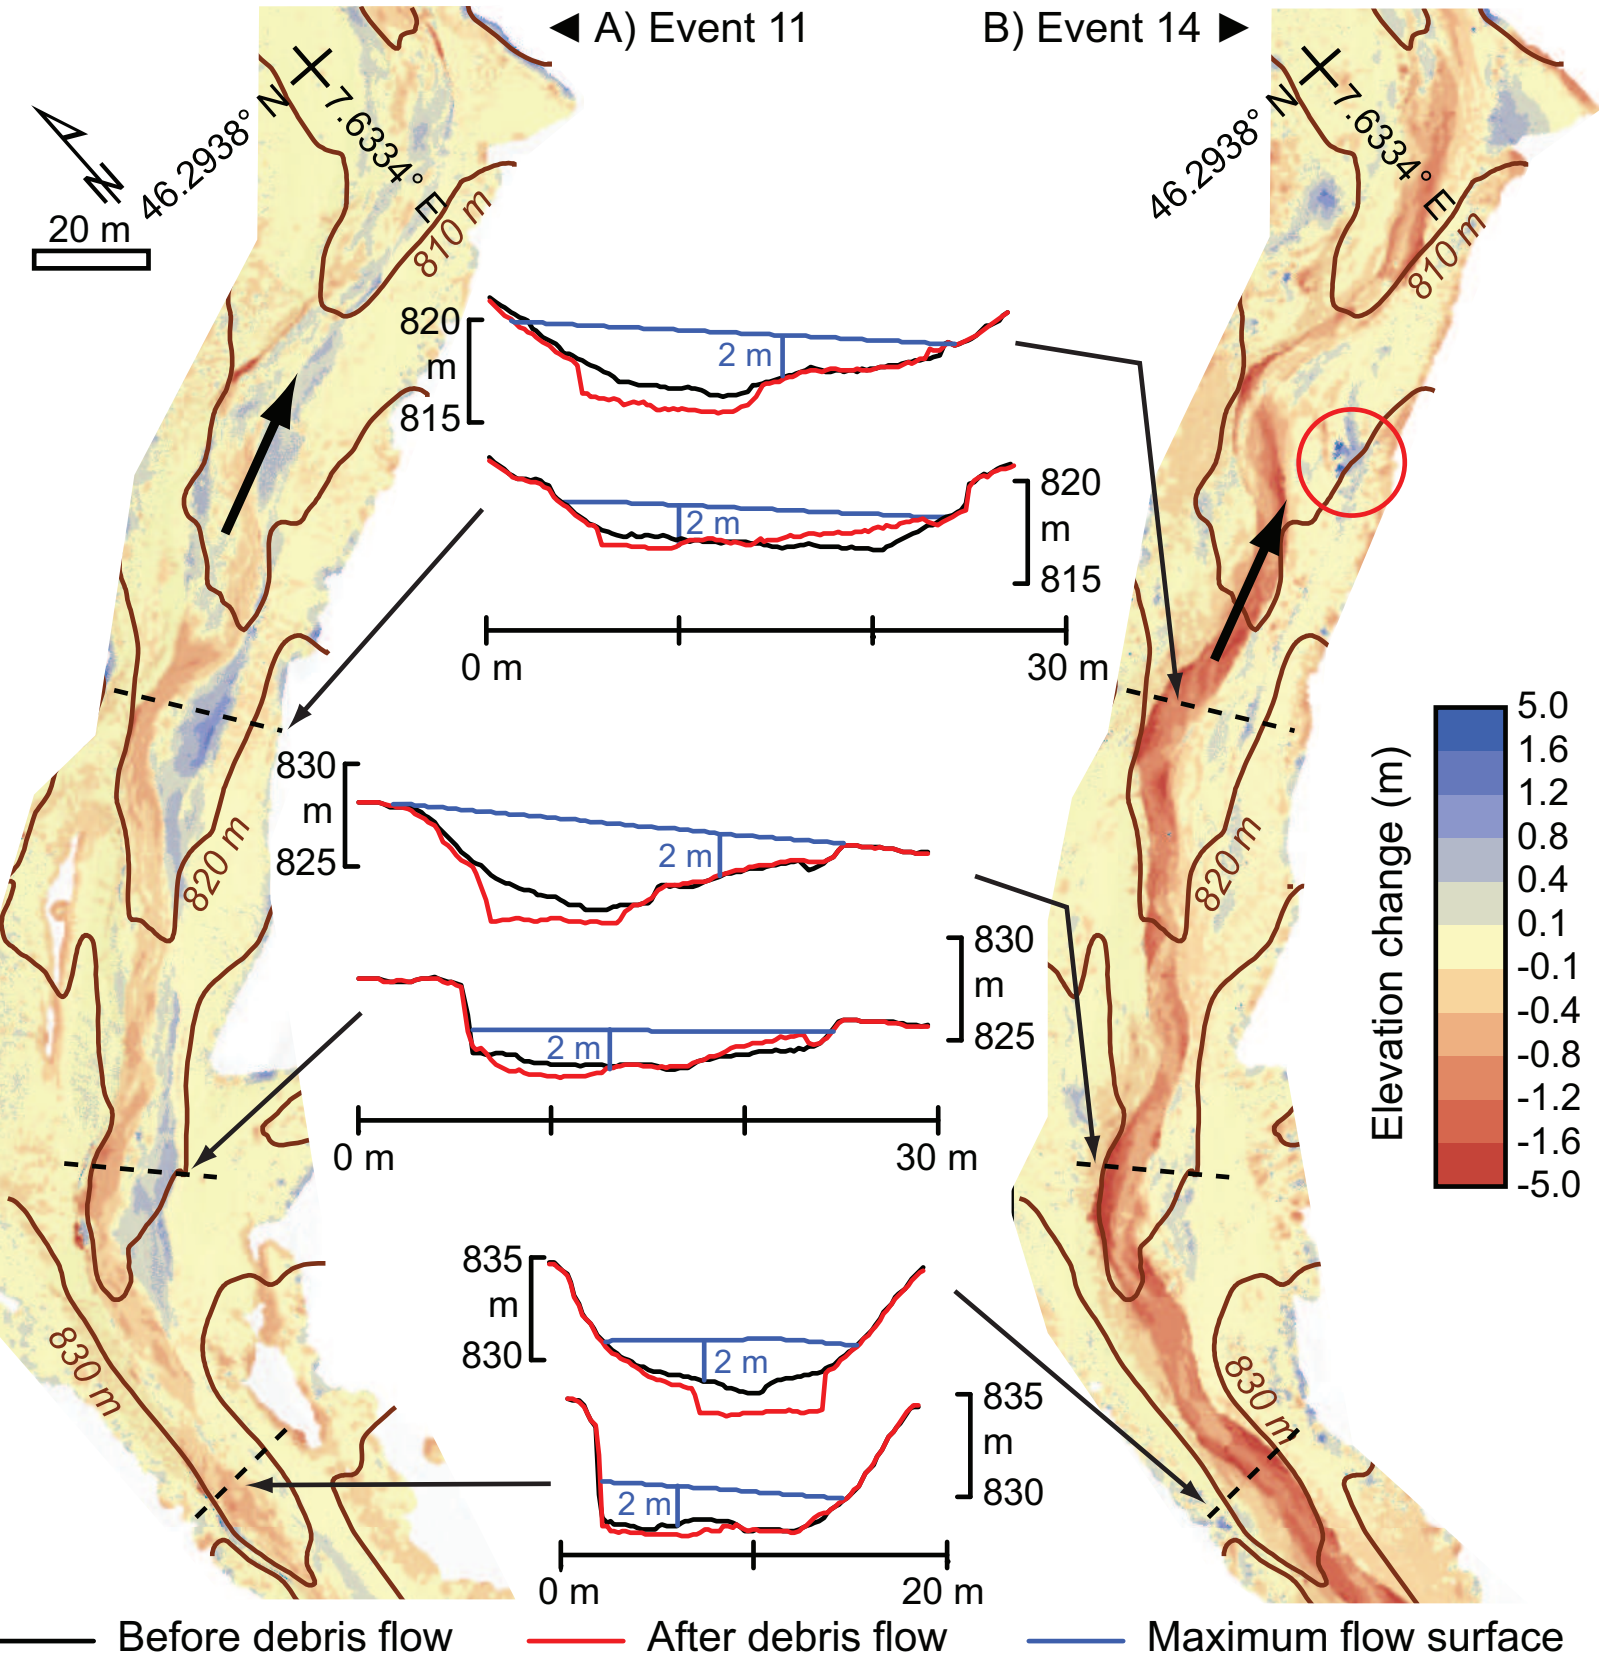 ◄ A) Event 11
B) Event 14 ►
46.2938° N
7.6334° E
46.2938° N
7.6334° E
N
20 m
810 m
810 m
820
m
815
2 m
2 m
820
m
815
0 m
30 m
830
m
825
2 m
820 m
820 m
830
m
825
2 m
0 m
30 m
Elevation change (m)
5.0
1.6
1.2
0.8
0.4
0.1
-0.1
-0.4
-0.8
-1.2
-1.6
-5.0
835
m
830
2 m
830 m
830 m
835
m
830
2 m
0 m
20 m
Before debris flow
After debris flow
Maximum flow surface